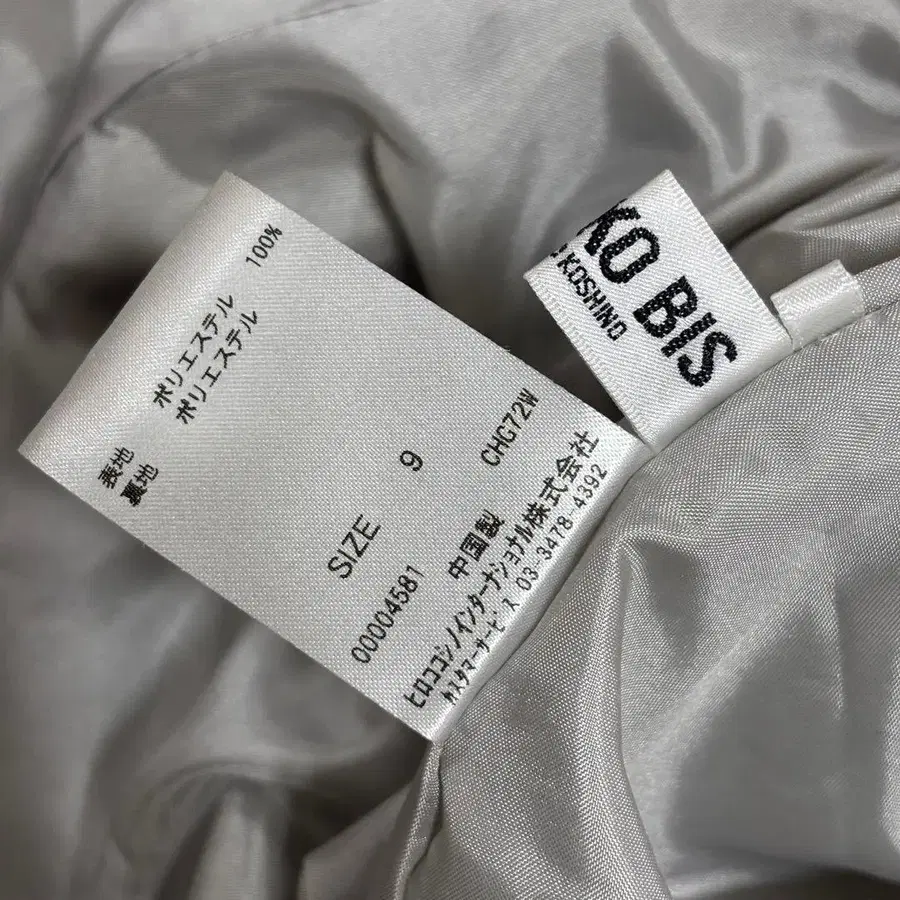 表地 ポリエステル 100%
裏地 ポリエステル
SIZE 9
00004581 CHG72W
中国製
ヒロココシノインターナショナル株式会社
カスタマーサービス 03-3478-4392
KO BIS
KOSHINO